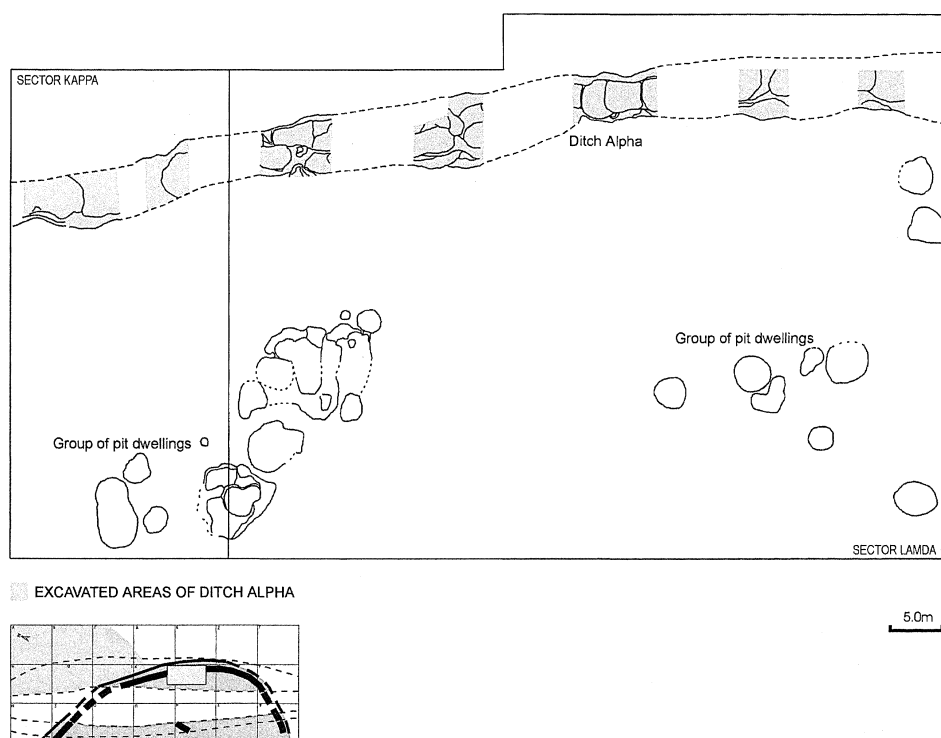 SECTOR KAPPA
Ditch Alpha
Group of pit dwellings
Group of pit dwellings
SECTOR LAMDA
EXCAVATED AREAS OF DITCH ALPHA
5.0m